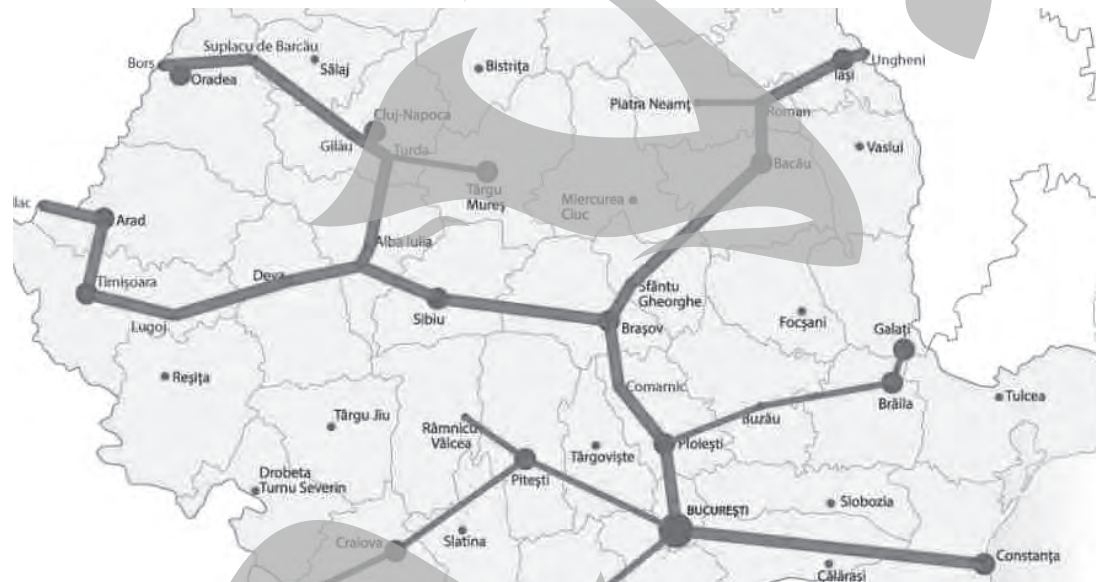 Suplacu de Barcău
Bors
Oradea
Sălaj
Bistrița
Ungheni
Iași
Piatra Neamț
Roman
Cluj-Napoca
Gilău
Turda
Vaslui
Bacău
Târgu
Mureș
Miercurea
Ciuc
lac
Arad
Alba Iulia
Timișoara
Deva
Sfântu
Gheorghe
Lugoj
Sibiu
Brașov
Focșani
Galați
Reșița
Comarnic
Brăila
Tulcea
Târgu Jiu
Râmnicu
Vâlcea
Buzău
Ploiești
Târgoviște
Pitești
Drobeta
Turnu Severin
Slobozia
BUCUREȘTI
Craiova
Slatina
Constanța
Călărași